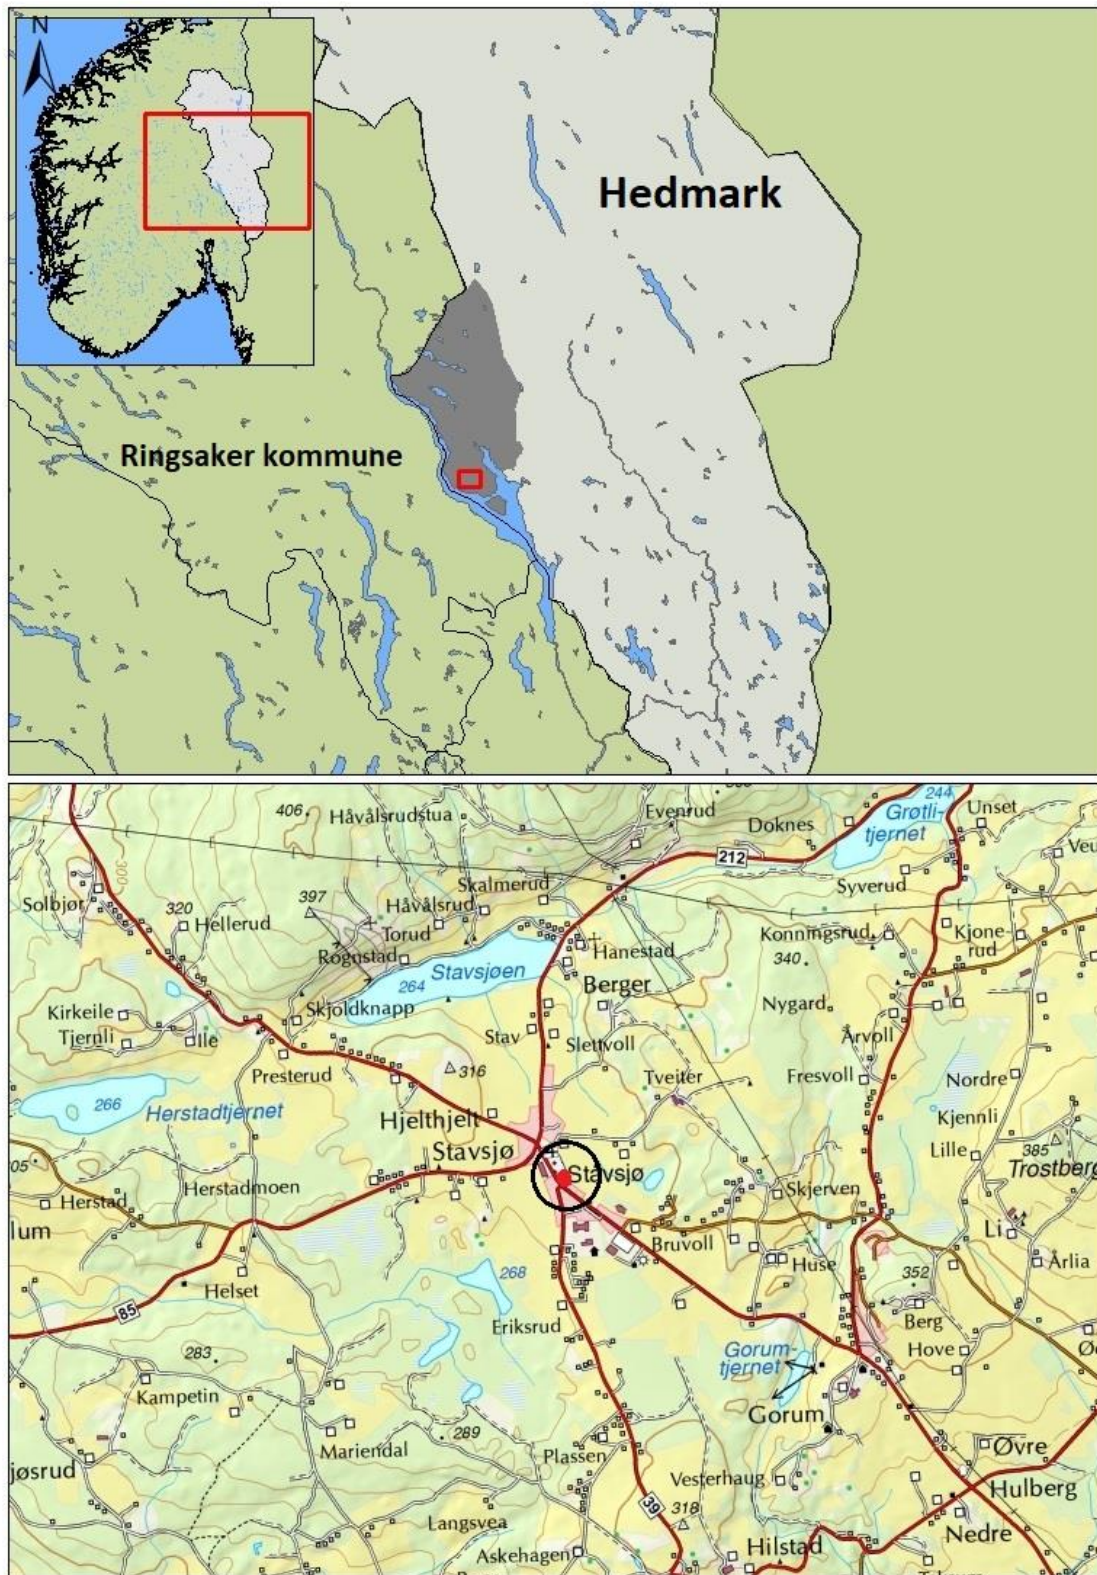 N
Hedmark
Ringsaker kommune
244
Grøtli-
tjernet
Unset
Evenrud
Doknes
406
Håvålsrudstua
212
Skalmerud
Syverud
Solbjør
300
320
397
Hellerud
Håvålsrud
Torud
Konningsrud
Kjone-
rud
Rognstad
Hanestad
Stavsjøen
264
340
Berger
Nygard
Kirkeile
Skjoldknapp
Tjernli
Ile
Stav
Slettvoll
Årvoll
Presterud
316
Tveiter
Fresvoll
Nordre
266
Herstadtjernet
Hjelthjelt
Kjennli
Stavsjø
Lille
385
Trostberg
Stavsjø
Herstad
Herstadmoen
Skjerven
lum
Li
Bruvoll
Huse
Årlia
268
352
Helset
85
Eriksrud
Berg
283
Gorum-
tjernet
Hove
Kampetin
Gorum
289
Mariendal
Plassen
Øvre
jøsrud
Vesterhaug
Hulberg
39
318
Langsvea
Nedre
Askehagen
Hilstad